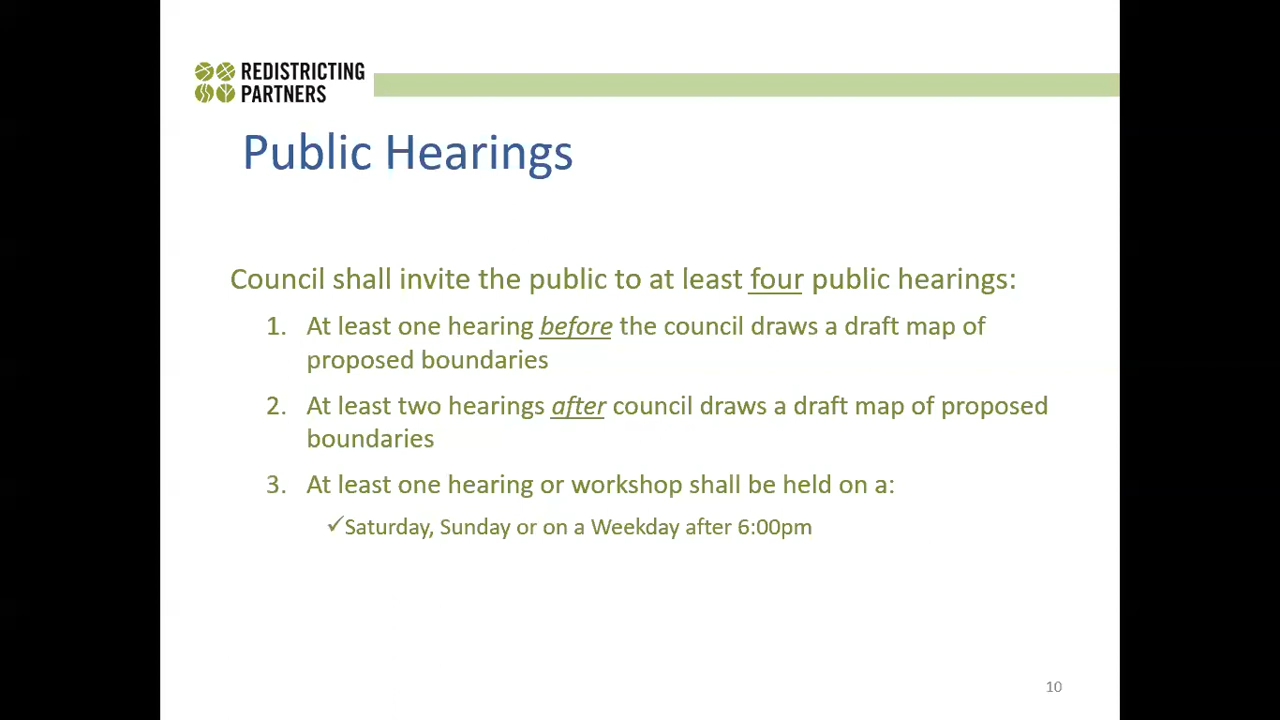 REDISTRICTING
PARTNERS
Public Hearings
Council shall invite the public to at least four public hearings:
1. At least one hearing before the council draws a draft map of
proposed boundaries
2. At least two hearings after council draws a draft map of proposed
boundaries
3. At least one hearing or workshop shall be held on a:
✓Saturday, Sunday or on a Weekday after 6:00pm
10